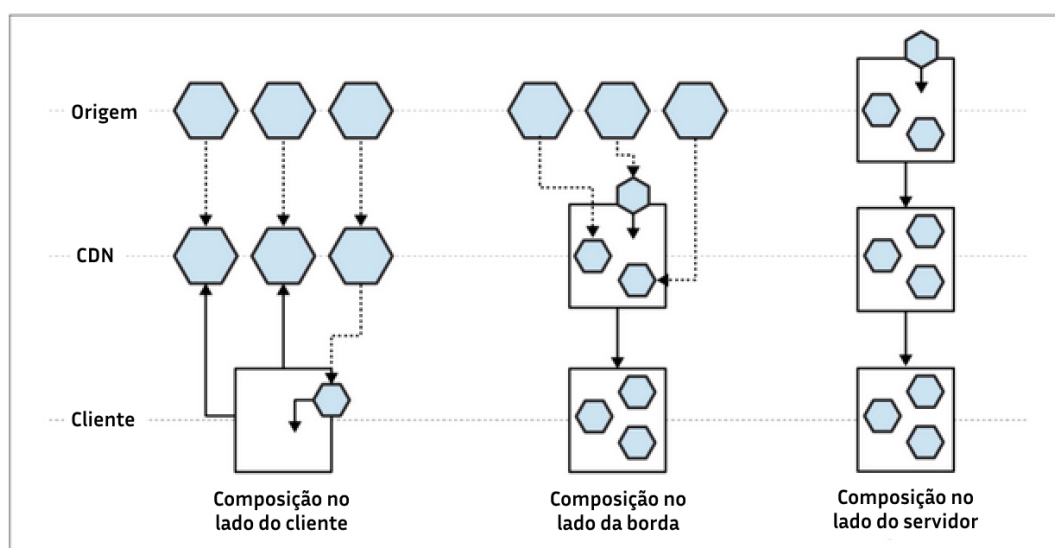 Origem
CDN
Cliente
Composição no
lado do cliente
Composição no
lado da borda
Composição no
lado do servidor